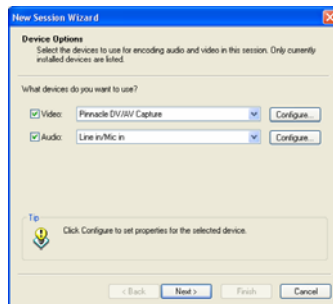 New Session Wizard
Device Options
Select the devices to use for encoding audio and video in this session. Only currently
installed devices are listed.
What devices do you want to use?
Video: Pinnacle DV/AV Capture Configure...
Audio: Line in/Mic in Configure...
Tip
Click Configure to set properties for the selected device.
< Back Next > Finish Cancel